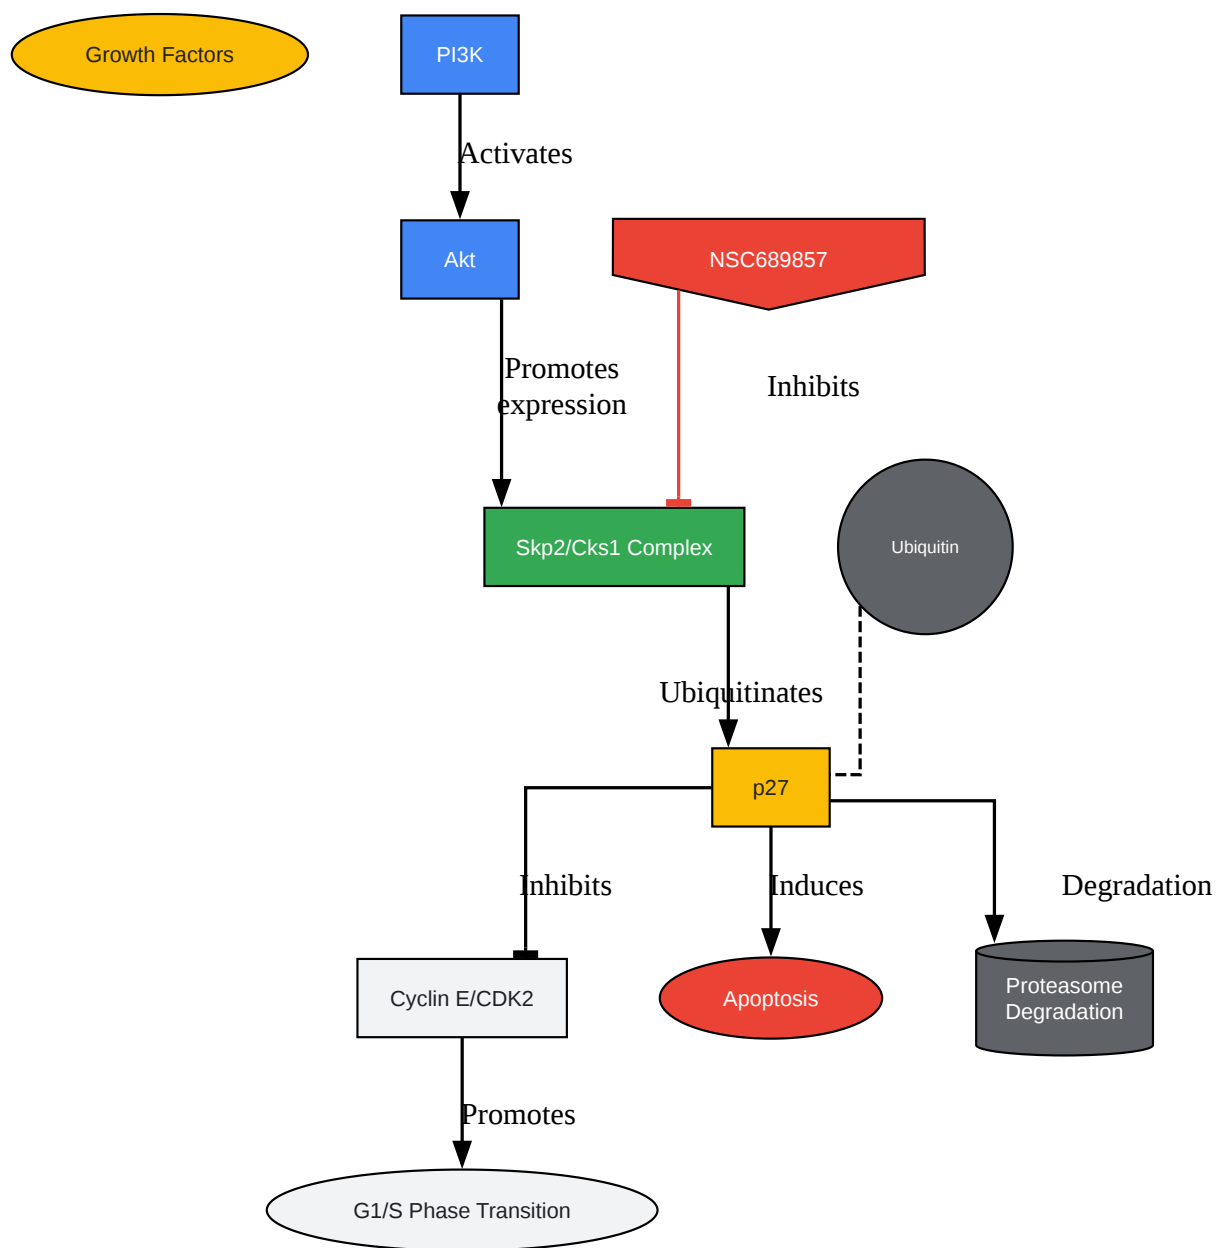 Growth Factors
PI3K
Activates
Akt
NSC689857
Promotes
expression
Inhibits
Skp2/Cks1 Complex
Ubiquitin
Ubiquitinates
p27
Inhibits
Induces
Degradation
Cyclin E/CDK2
Apoptosis
Proteasome
Degradation
Promotes
G1/S Phase Transition